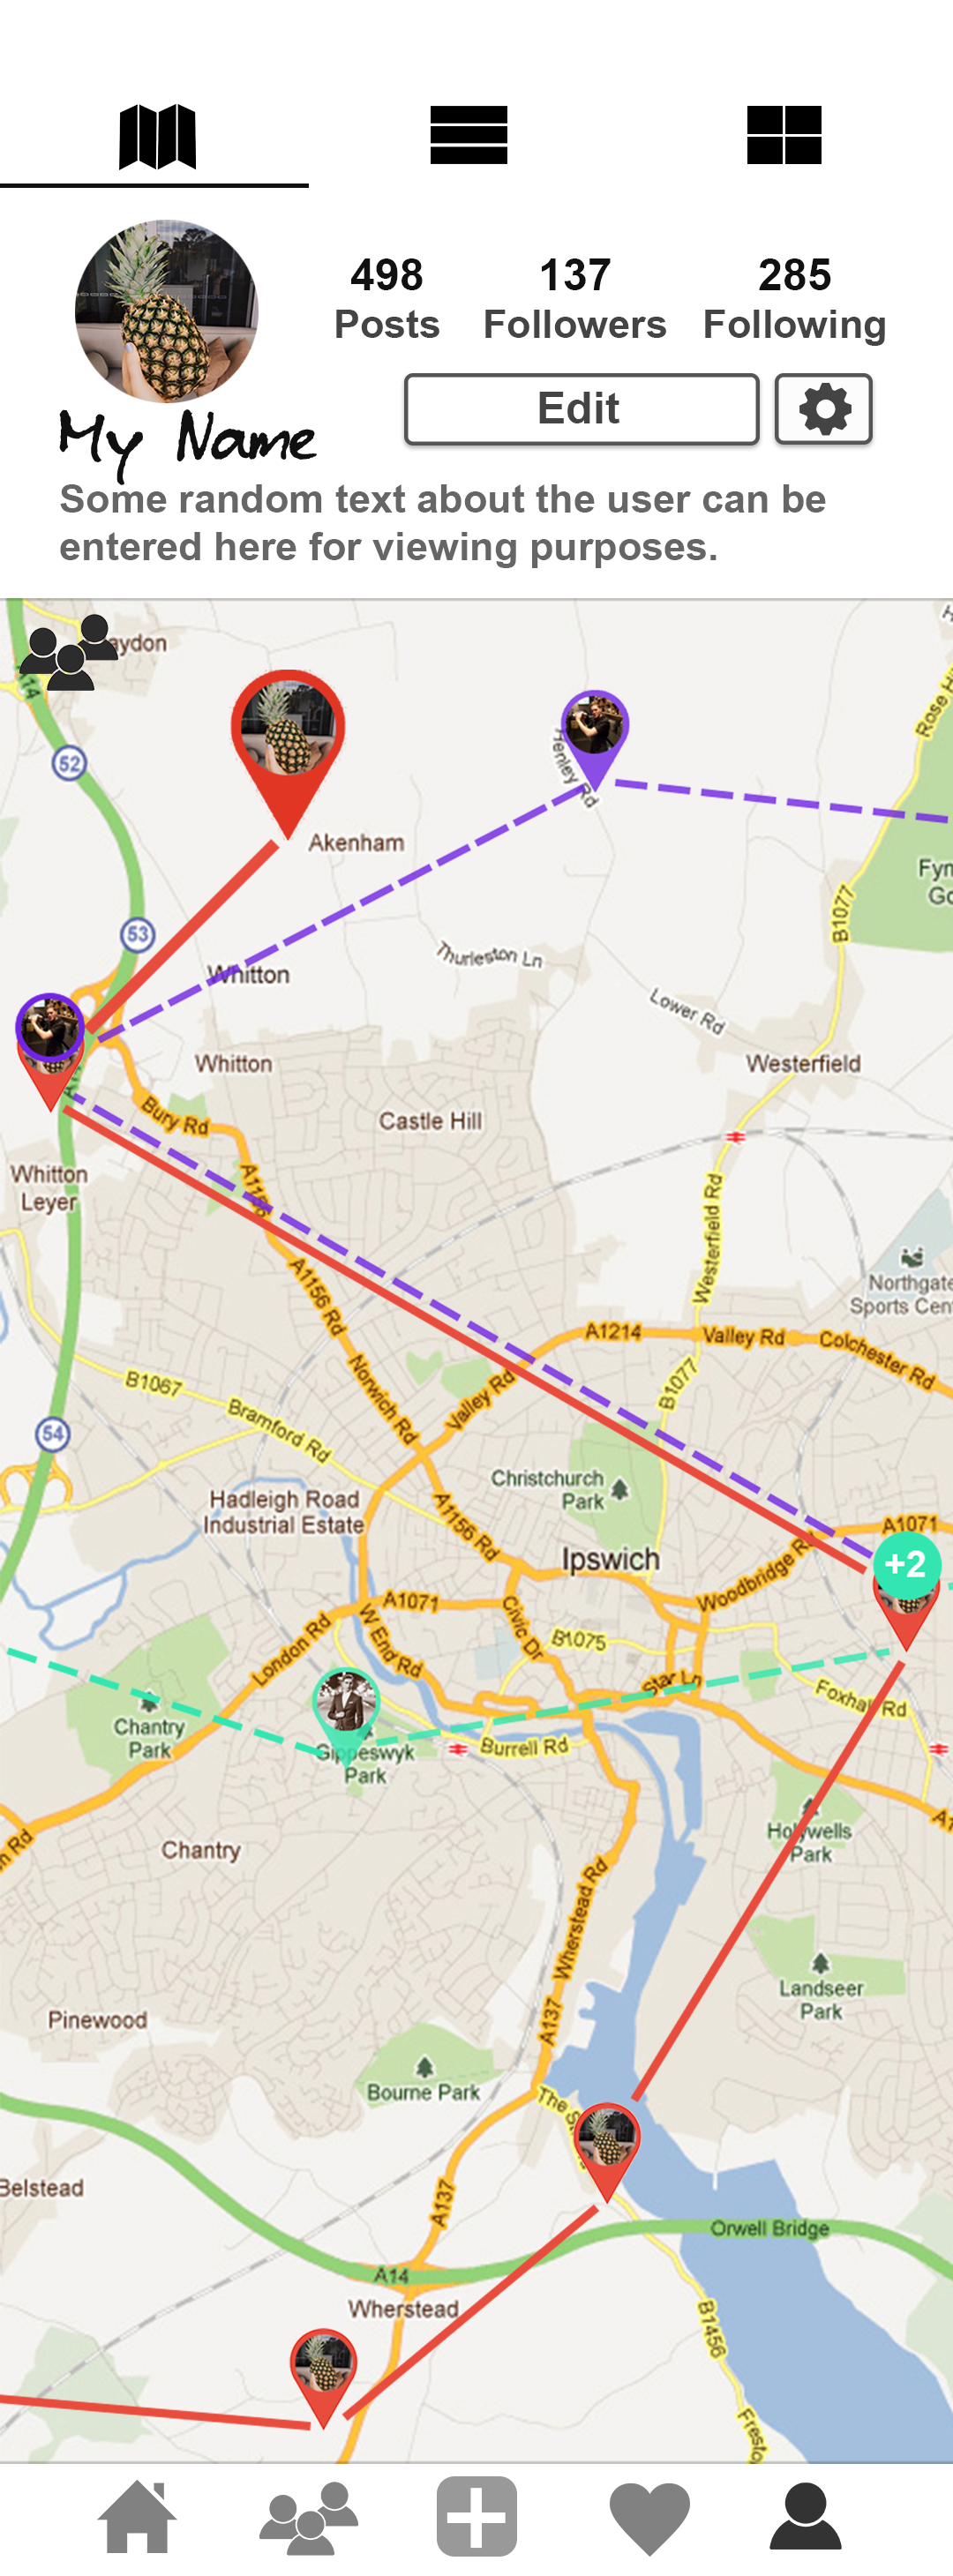 498 137 285
Posts Followers Following
Edit
My Name
Some random text about the user can be
entered here for viewing purposes.
aydon
14
Rose H
52
Henley Rd
Akenham
Fyn
Go
B1077
53
Thurleston Ln
Whitton
Lower Rd
Whitton
Westerfield
Bury Rd
Castle Hill
Whitton
Leyer
A1156
Westerfield Rd
Northgate
Sports Cen
A1156 Rd
A1214
Valley Rd
Colchester Rd
B1067
Norwich Rd
Valley Rd
B1077
Bramford Rd
54
Christchurch
Park
Hadleigh Road
Industrial Estate
A1156 Rd
A1071
Ipswich
+2
Woodbridge Rd
A1071
W End Rd
Civic Dr
London Rd
B1075
Star Ln
Foxhall Rd
Chantry
Park
Gippeswyk
Park
Burrell Rd
A1
n Rd
Chantry
Holywells
Park
Wherstead Rd
Landseer
Park
Pinewood
A137
Bourne Park
The S
Belstead
A137
Orwell Bridge
A14
Wherstead
B1456
Fresto